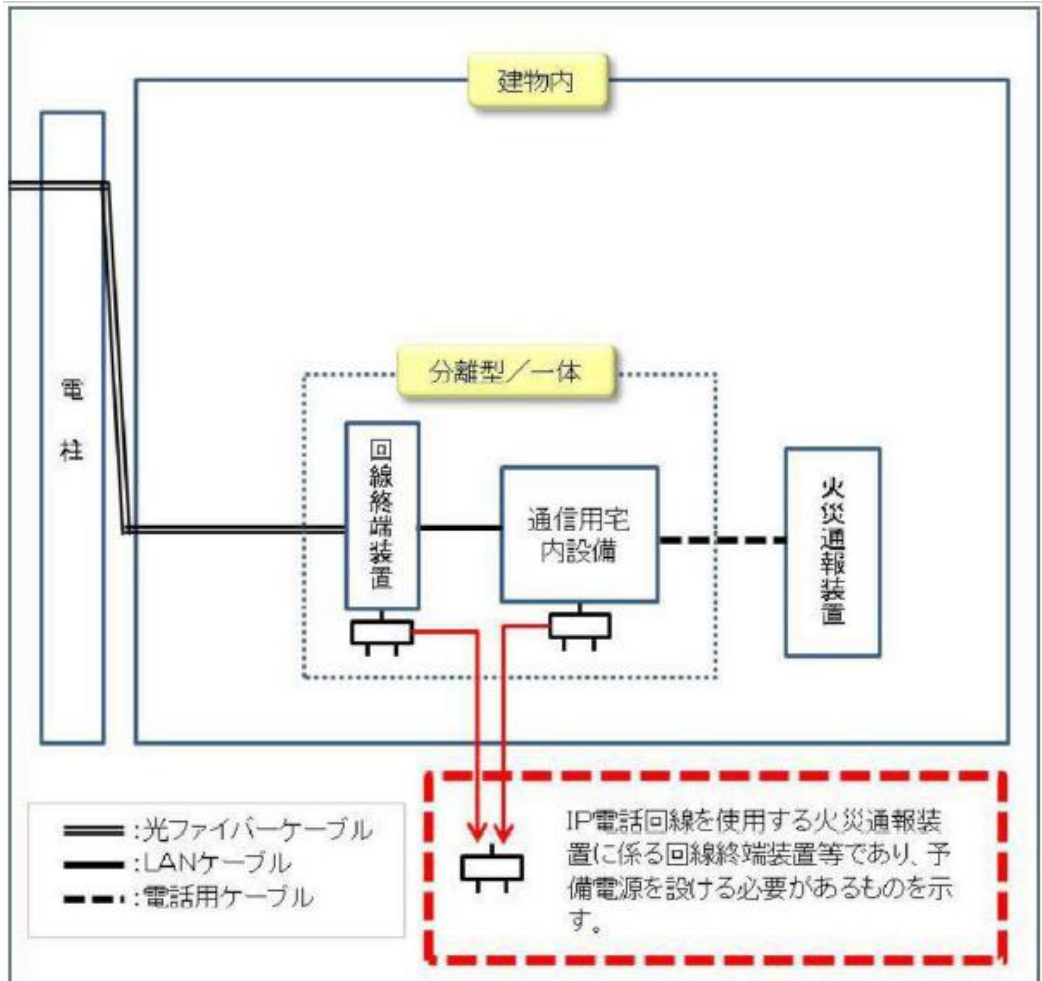 建物内
分離型／一体
電柱
回線終端装置
通信用宅
内設備
火災通報装置
:光ファイバーケーブル
:LANケーブル
:電話用ケーブル
IP電話回線を使用する火災通報装
置に係る回線終端装置等であり、予
備電源を設ける必要があるものを示
す。